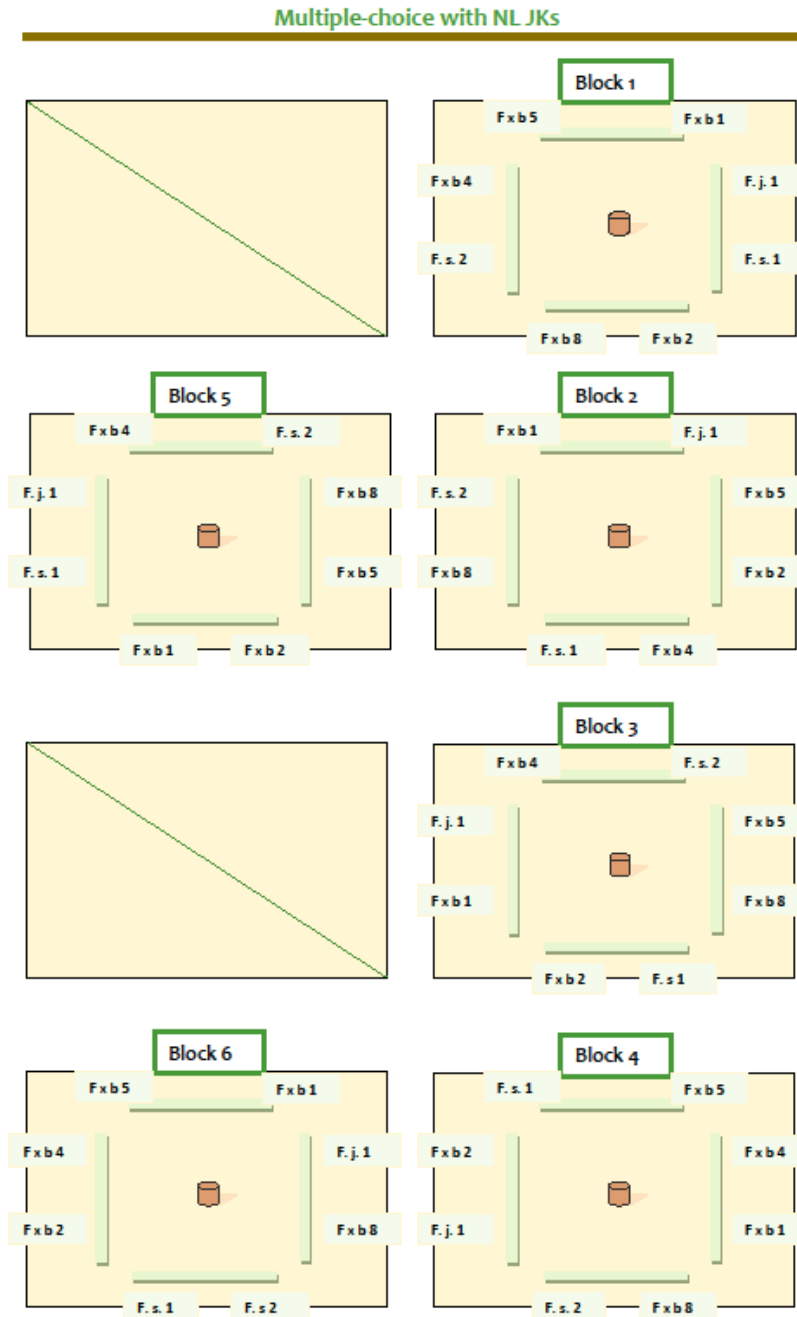 Multiple-choice with NL JKs
Block 1
Fxb5 Fxb1
Fxb4 F.j.1
F.s.2 F.s.1
Fxb8 Fxb2
Block 5 Block 2
Fxb4 F.s.2 Fxb1 F.j.1
F.j.1 Fxb8 F.s.2 Fxb5
F.s.1 Fxb5 Fxb8 Fxb2
Fxb1 Fxb2 F.s.1 Fxb4
Block 3
Fxb4 F.s.2
F.j.1 Fxb5
Fxb1 Fxb8
Fxb2 F.s1
Block 6 Block 4
Fxb5 Fxb1 F.s.1 Fxb5
Fxb4 F.j.1 Fxb2 Fxb4
Fxb2 Fxb8 F.j.1 Fxb1
F.s.1 F.s2 F.s.2 Fxb8